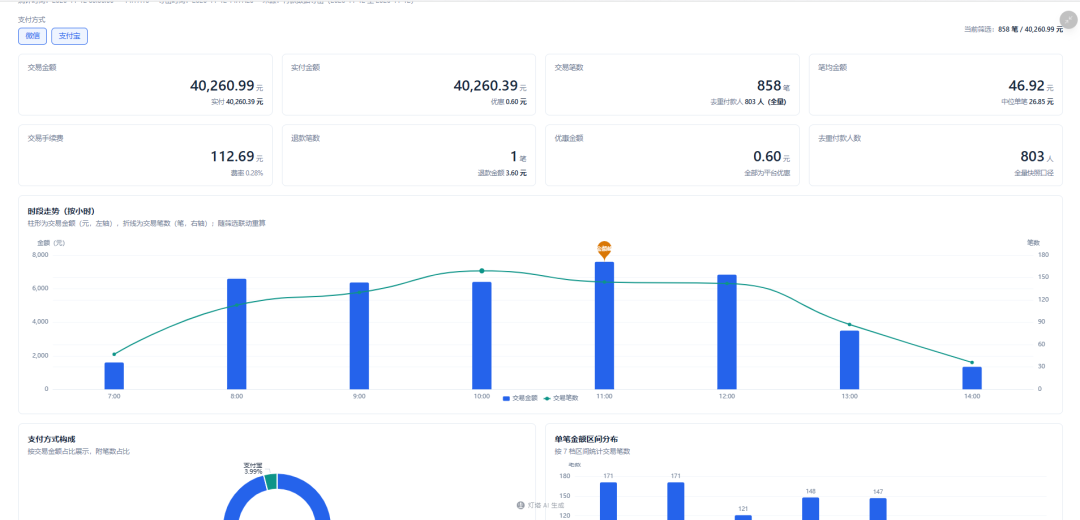 支付方式
微信 支付宝
当前筛选：858 笔 / 40,260.99 元
交易金额
40,260.99 元
实付 40,260.39 元
实付金额
40,260.39 元
优惠 0.60 元
交易笔数
858 笔
去重付款人 803 人（全量）
笔均金额
46.92 元
中位单笔 26.85 元
交易手续费
112.69 元
费率 0.28%
退款笔数
1 笔
退款金额 3.60 元
优惠金额
0.60 元
全部为平台优惠
去重付款人数
803 人
全量快照口径
时段走势（按小时）
柱形为交易金额（元，左轴），折线为交易笔数（笔，右轴）；随筛选联动重算
金额（元） 笔数
8,000 180
150
6,000
120
4,000 90
60
2,000
30
0 0
7:00 8:00 9:00 10:00 11:00 12:00 13:00 14:00
交易金额 交易笔数
支付方式构成
按交易金额占比展示，附笔数占比
支付宝
3.99%
单笔金额区间分布
按 7 档区间统计交易笔数
笔数
180
150
120
171 171 121 148 147
AI 生成